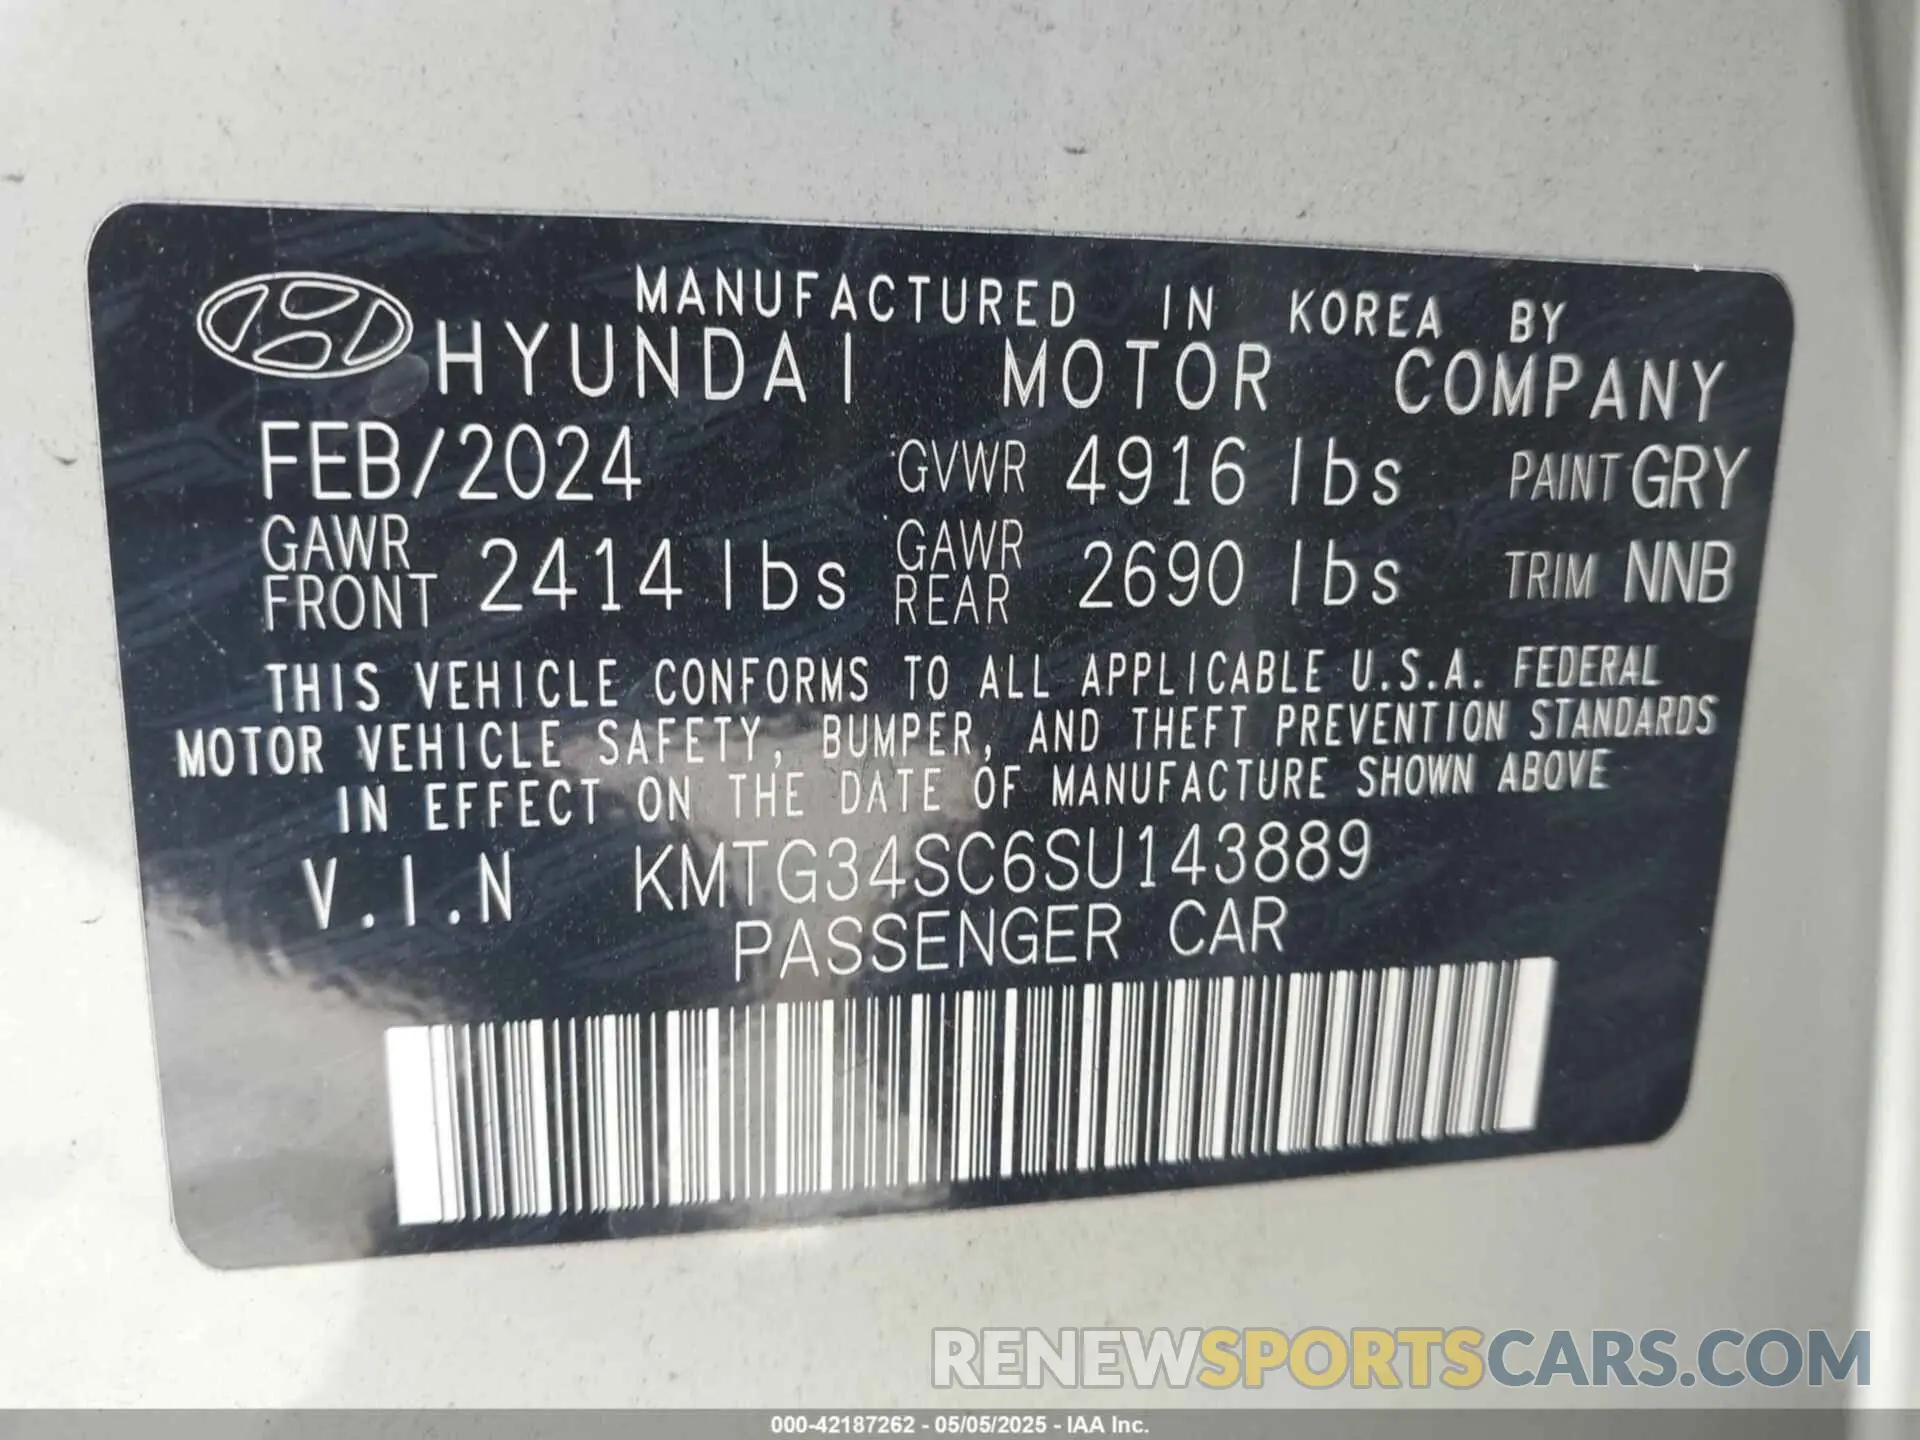 MANUFACTURED IN KOREA BY
HYUNDAI MOTOR COMPANY
FEB/2024 GVWR 4916 lbs PAINT GRY
GAWR FRONT 2414 lbs GAWR REAR 2690 lbs TRIM NNB
THIS VEHICLE CONFORMS TO ALL APPLICABLE U.S.A. FEDERAL
MOTOR VEHICLE SAFETY, BUMPER, AND THEFT PREVENTION STANDARDS
IN EFFECT ON THE DATE OF MANUFACTURE SHOWN ABOVE
V.I.N KMTG34SC6SU143889
PASSENGER CAR
RENEWSPORTSCARS.COM
000-42187262 - 05/05/2025 - IAA Inc.